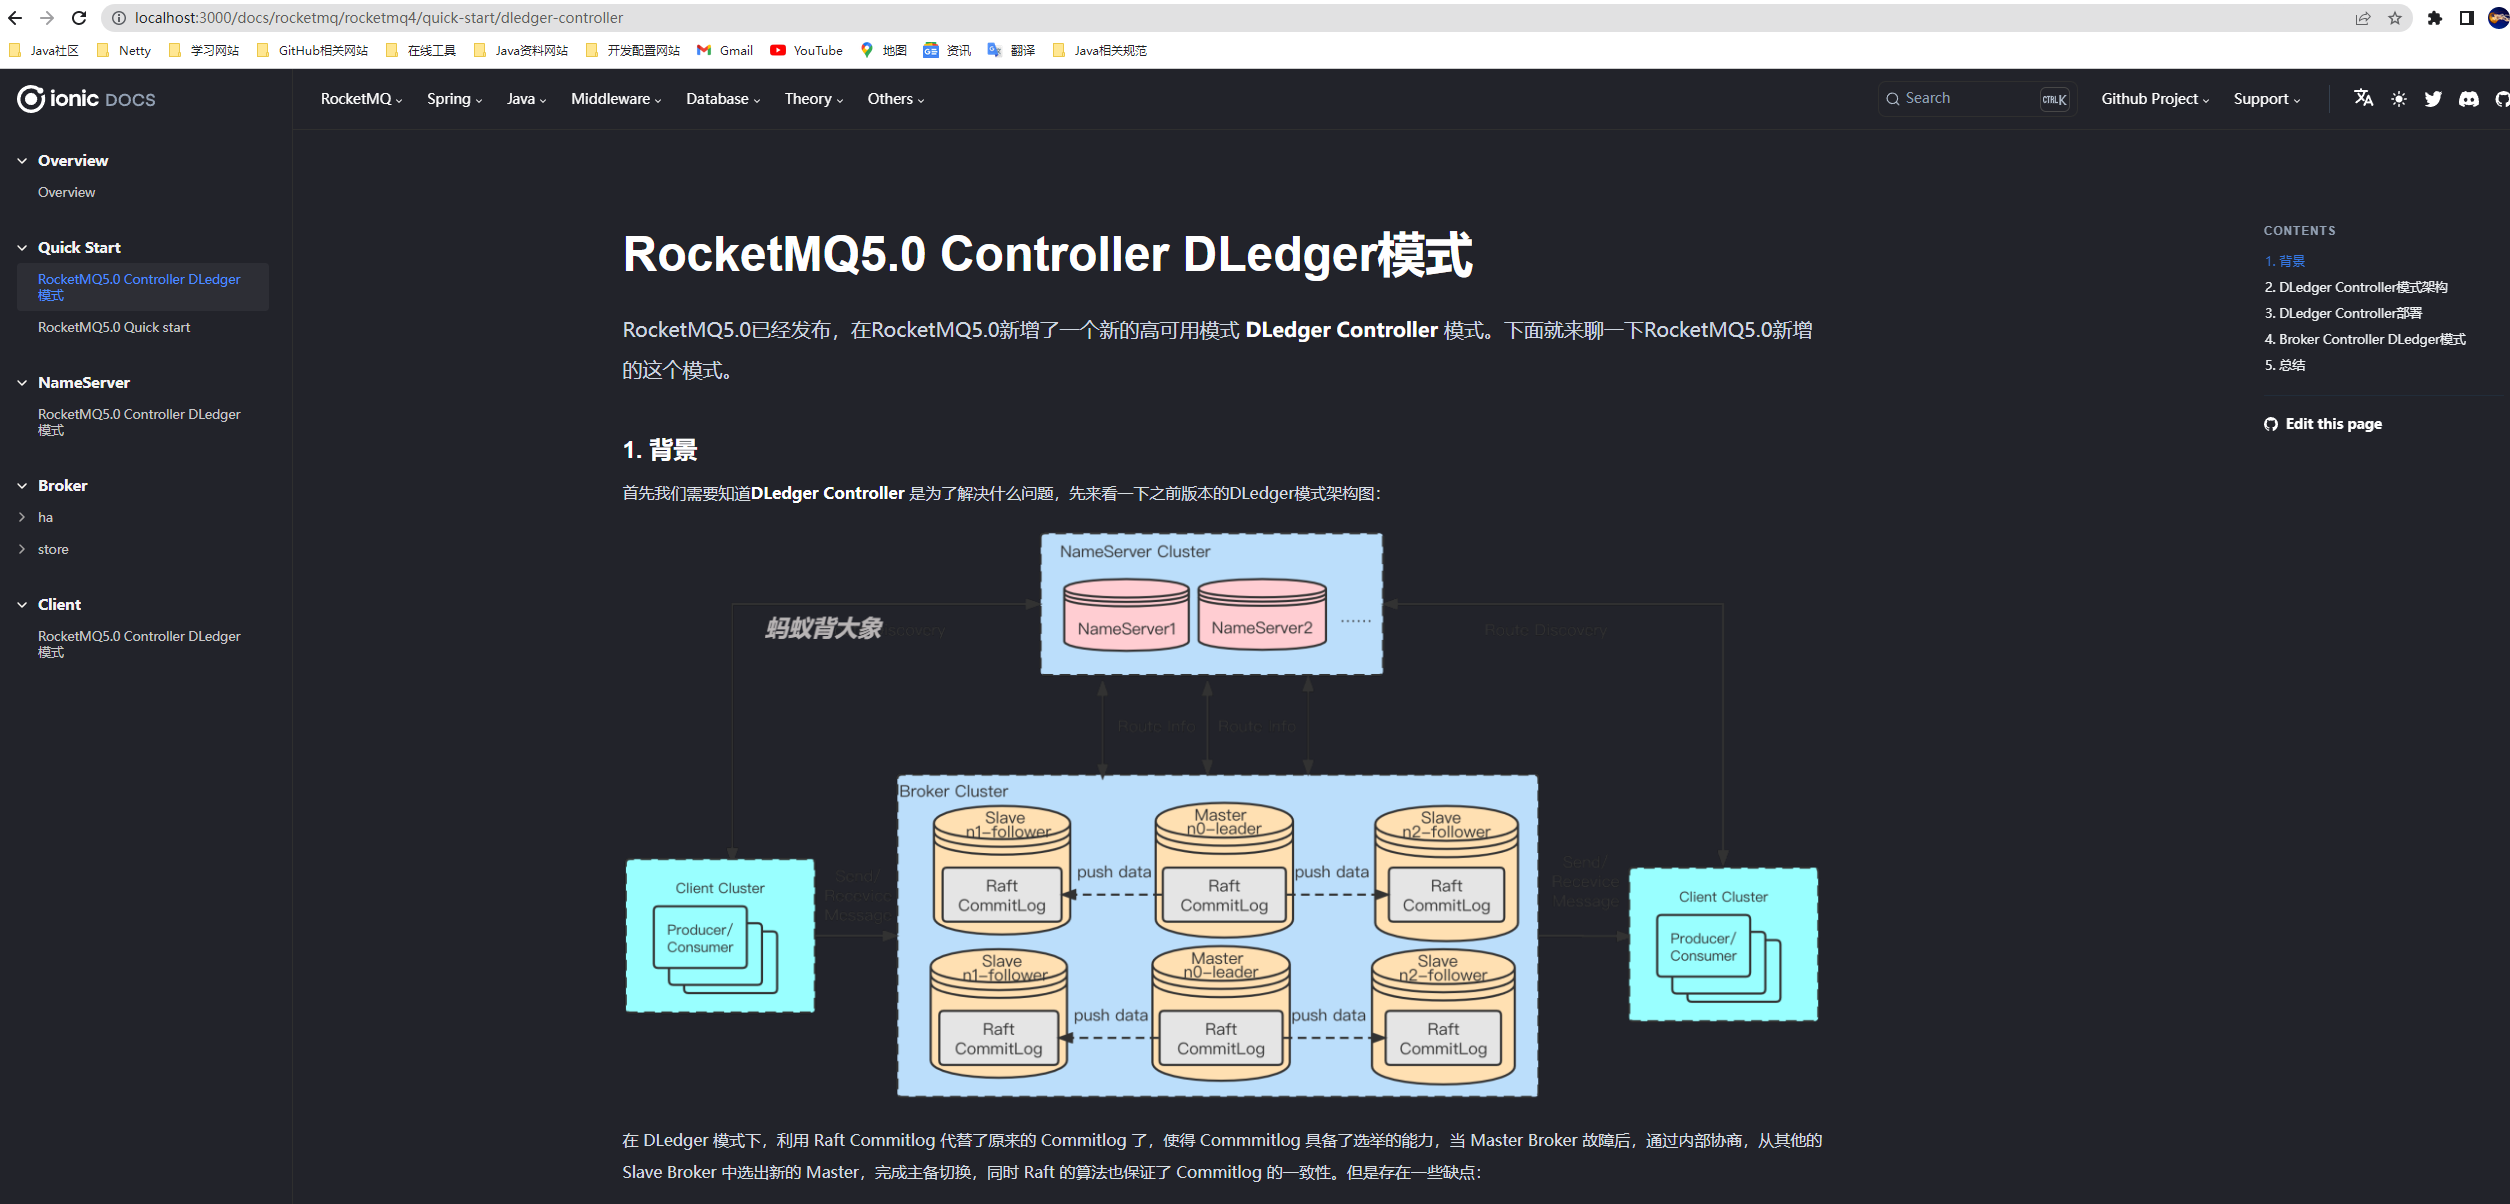 localhost:3000/docs/rocketmq/rocketmq4/quick-start/dledger-controller
Java社区 Netty 学习网站 GitHub相关网站 在线工具 Java资料网站 开发配置网站 Gmail YouTube 地图 资讯 翻译 Java相关规范
ionic DOCS
RocketMQ Spring Java Middleware Database Theory Others
Search CTRL K
Github Project Support
Overview
Overview
Quick Start
RocketMQ5.0 Controller DLedger
模式
RocketMQ5.0 Quick start
NameServer
RocketMQ5.0 Controller DLedger
模式
Broker
ha
store
Client
RocketMQ5.0 Controller DLedger
模式
RocketMQ5.0 Controller DLedger模式
RocketMQ5.0已经发布，在RocketMQ5.0新增了一个新的高可用模式 DLedger Controller 模式。下面就来聊一下RocketMQ5.0新增
的这个模式。
1. 背景
首先我们需要知道DLedger Controller 是为了解决什么问题，先来看一下之前版本的DLedger模式架构图：
NameServer Cluster
NameServer1
NameServer2
······
蚂蚁背大象
scovery
Route Discovery
Route Info
Route Info
Broker Cluster
Slave
n1-follower
Raft
CommitLog
push data
Master
n0-leader
Raft
CommitLog
push data
Slave
n2-follower
Raft
CommitLog
Slave
n1-follower
Raft
CommitLog
push data
Master
n0-leader
Raft
CommitLog
push data
Slave
n2-follower
Raft
CommitLog
Client Cluster
Producer/
Consumer
Send/
Recevice
Message
Send/
Recevice
Message
Client Cluster
Producer/
Consumer
在 DLedger 模式下，利用 Raft Commitlog 代替了原来的 Commitlog 了，使得 Commmitlog 具备了选举的能力，当 Master Broker 故障后，通过内部协商，从其他的
Slave Broker 中选出新的 Master，完成主备切换，同时 Raft 的算法也保证了 Commitlog 的一致性。但是存在一些缺点：
CONTENTS
1. 背景
2. DLedger Controller模式架构
3. DLedger Controller部署
4. Broker Controller DLedger模式
5. 总结
Edit this page